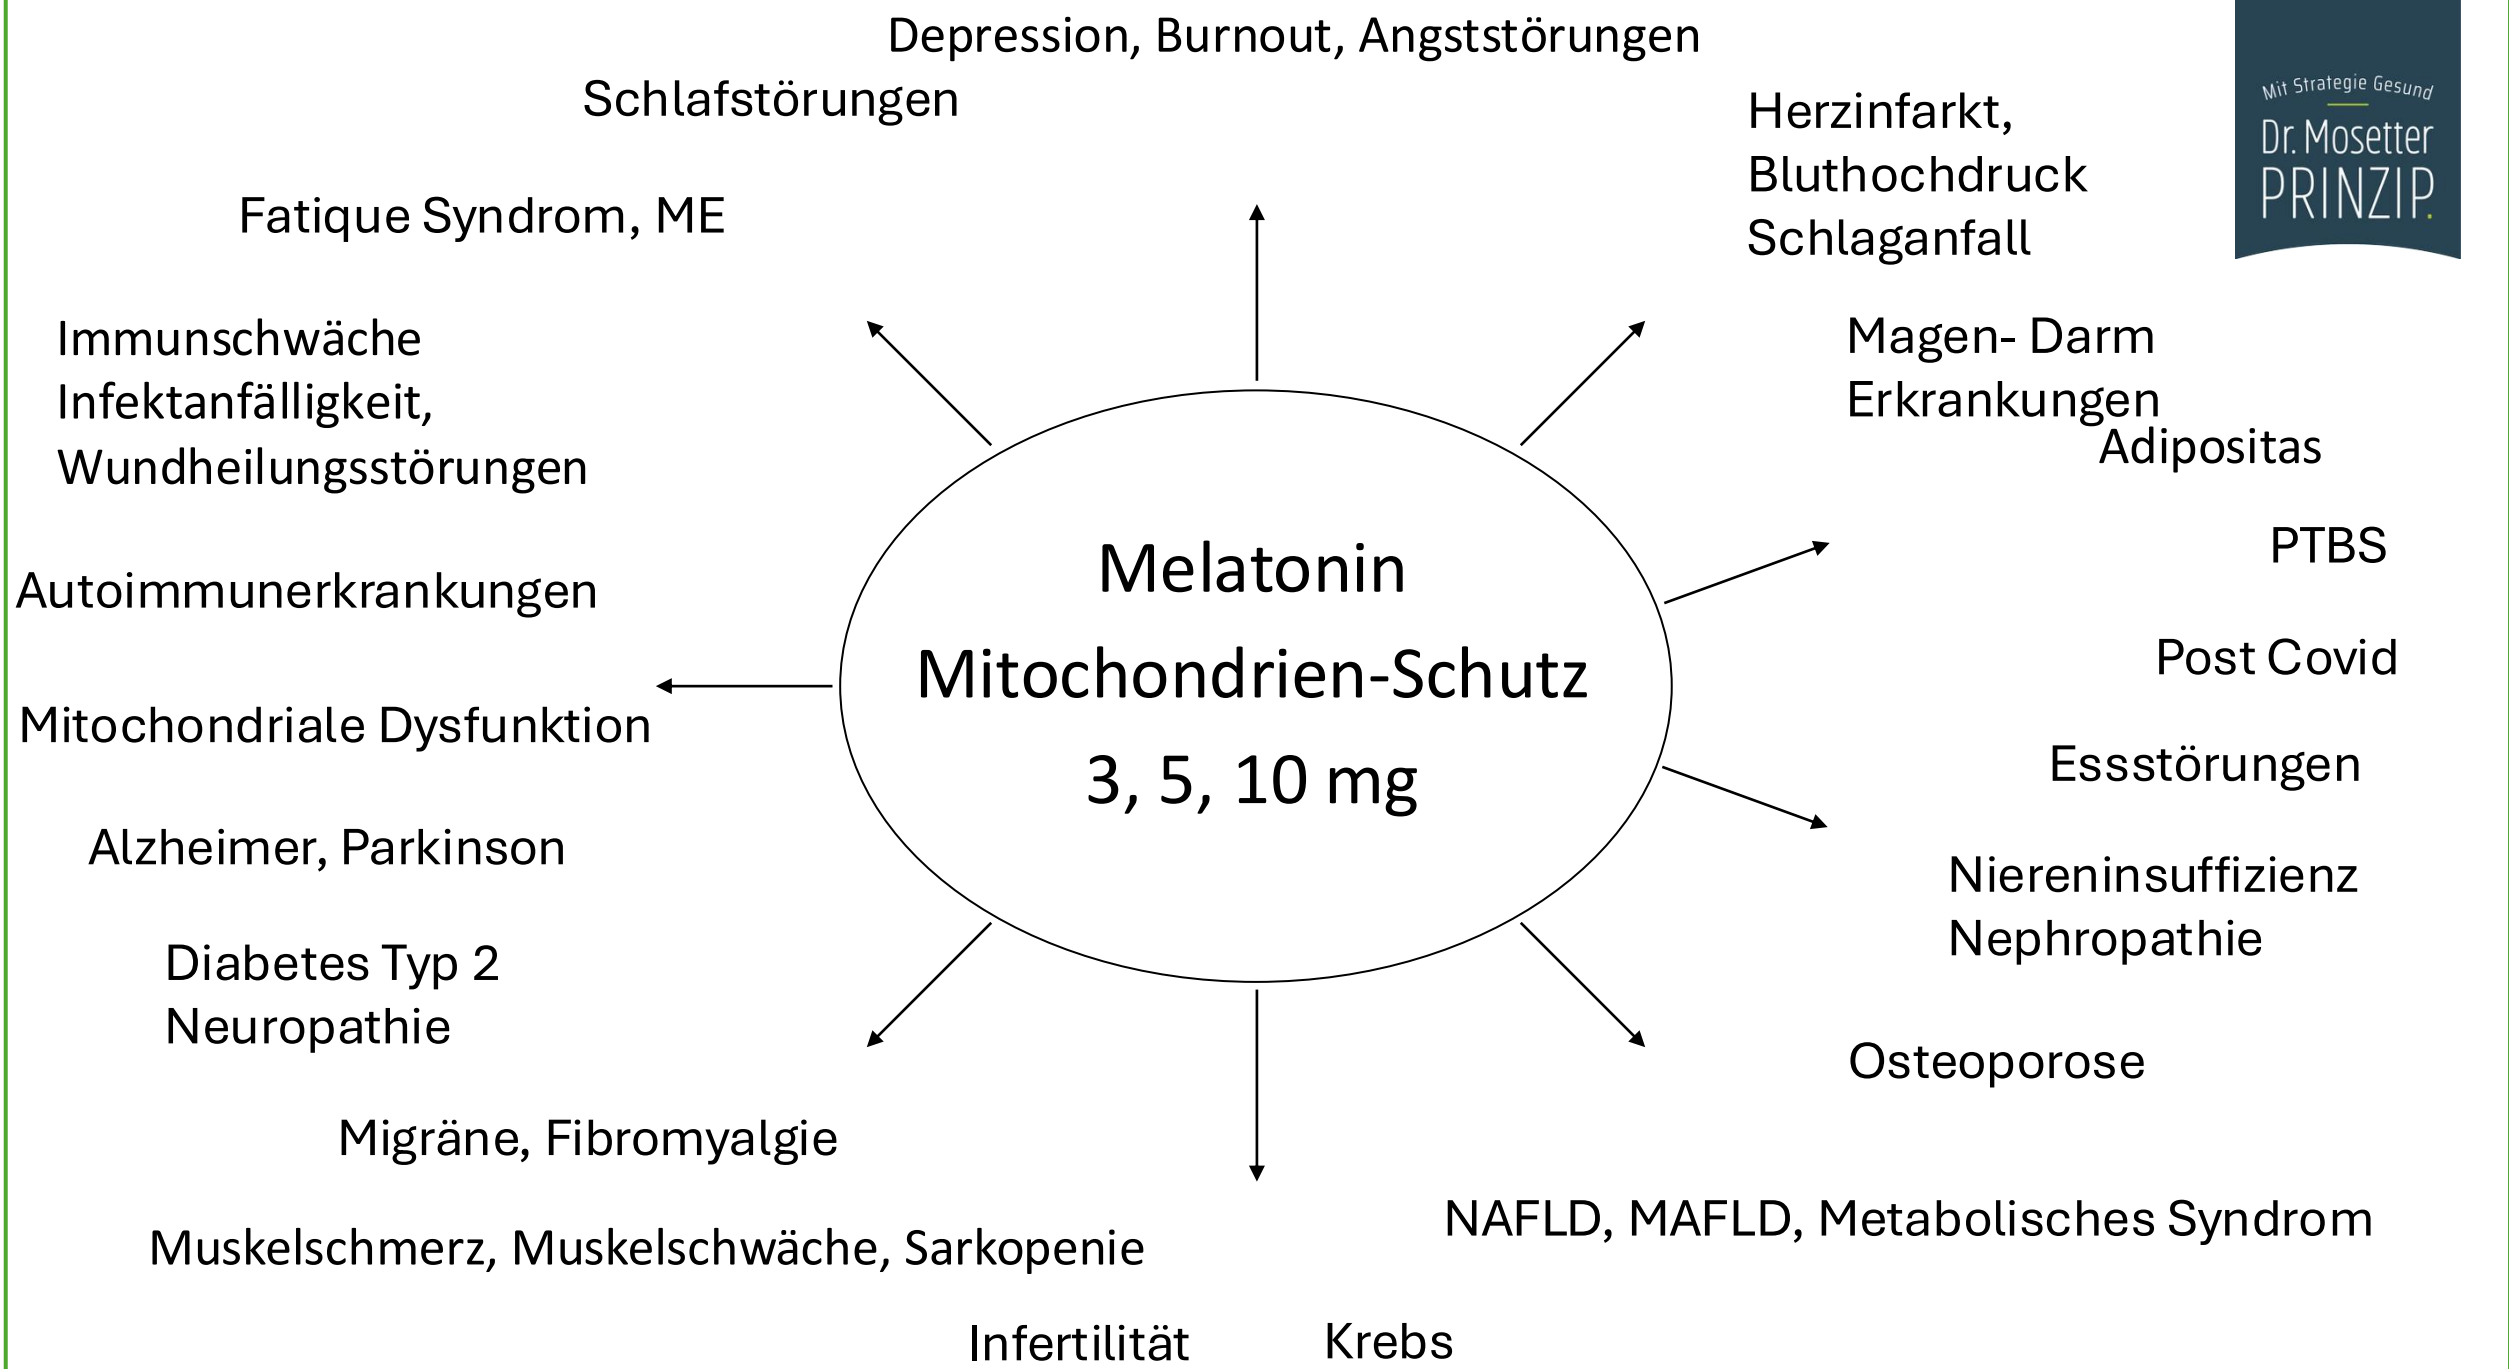 Depression, Burnout, Angststörungen
Schlafstörungen
Fatique Syndrom, ME
Immunschwäche
Infektanfälligkeit,
Wundheilungsstörungen
Autoimmunerkrankungen
Mitochondriale Dysfunktion
Alzheimer, Parkinson
Diabetes Typ 2
Neuropathie
Migräne, Fibromyalgie
Muskelschmerz, Muskelschwäche, Sarkopenie
Infertilität
Krebs
Melatonin
Mitochondrien-Schutz
3, 5, 10 mg
Herzinfarkt,
Bluthochdruck
Schlaganfall
Magen- Darm
Erkrankungen
Adipositas
PTBS
Post Covid
Essstörungen
Niereninsuffizienz
Nephropathie
Osteoporose
NAFLD, MAFLD, Metabolisches Syndrom
Mit Strategie Gesund
Dr. Mosetter
PRINZIP.